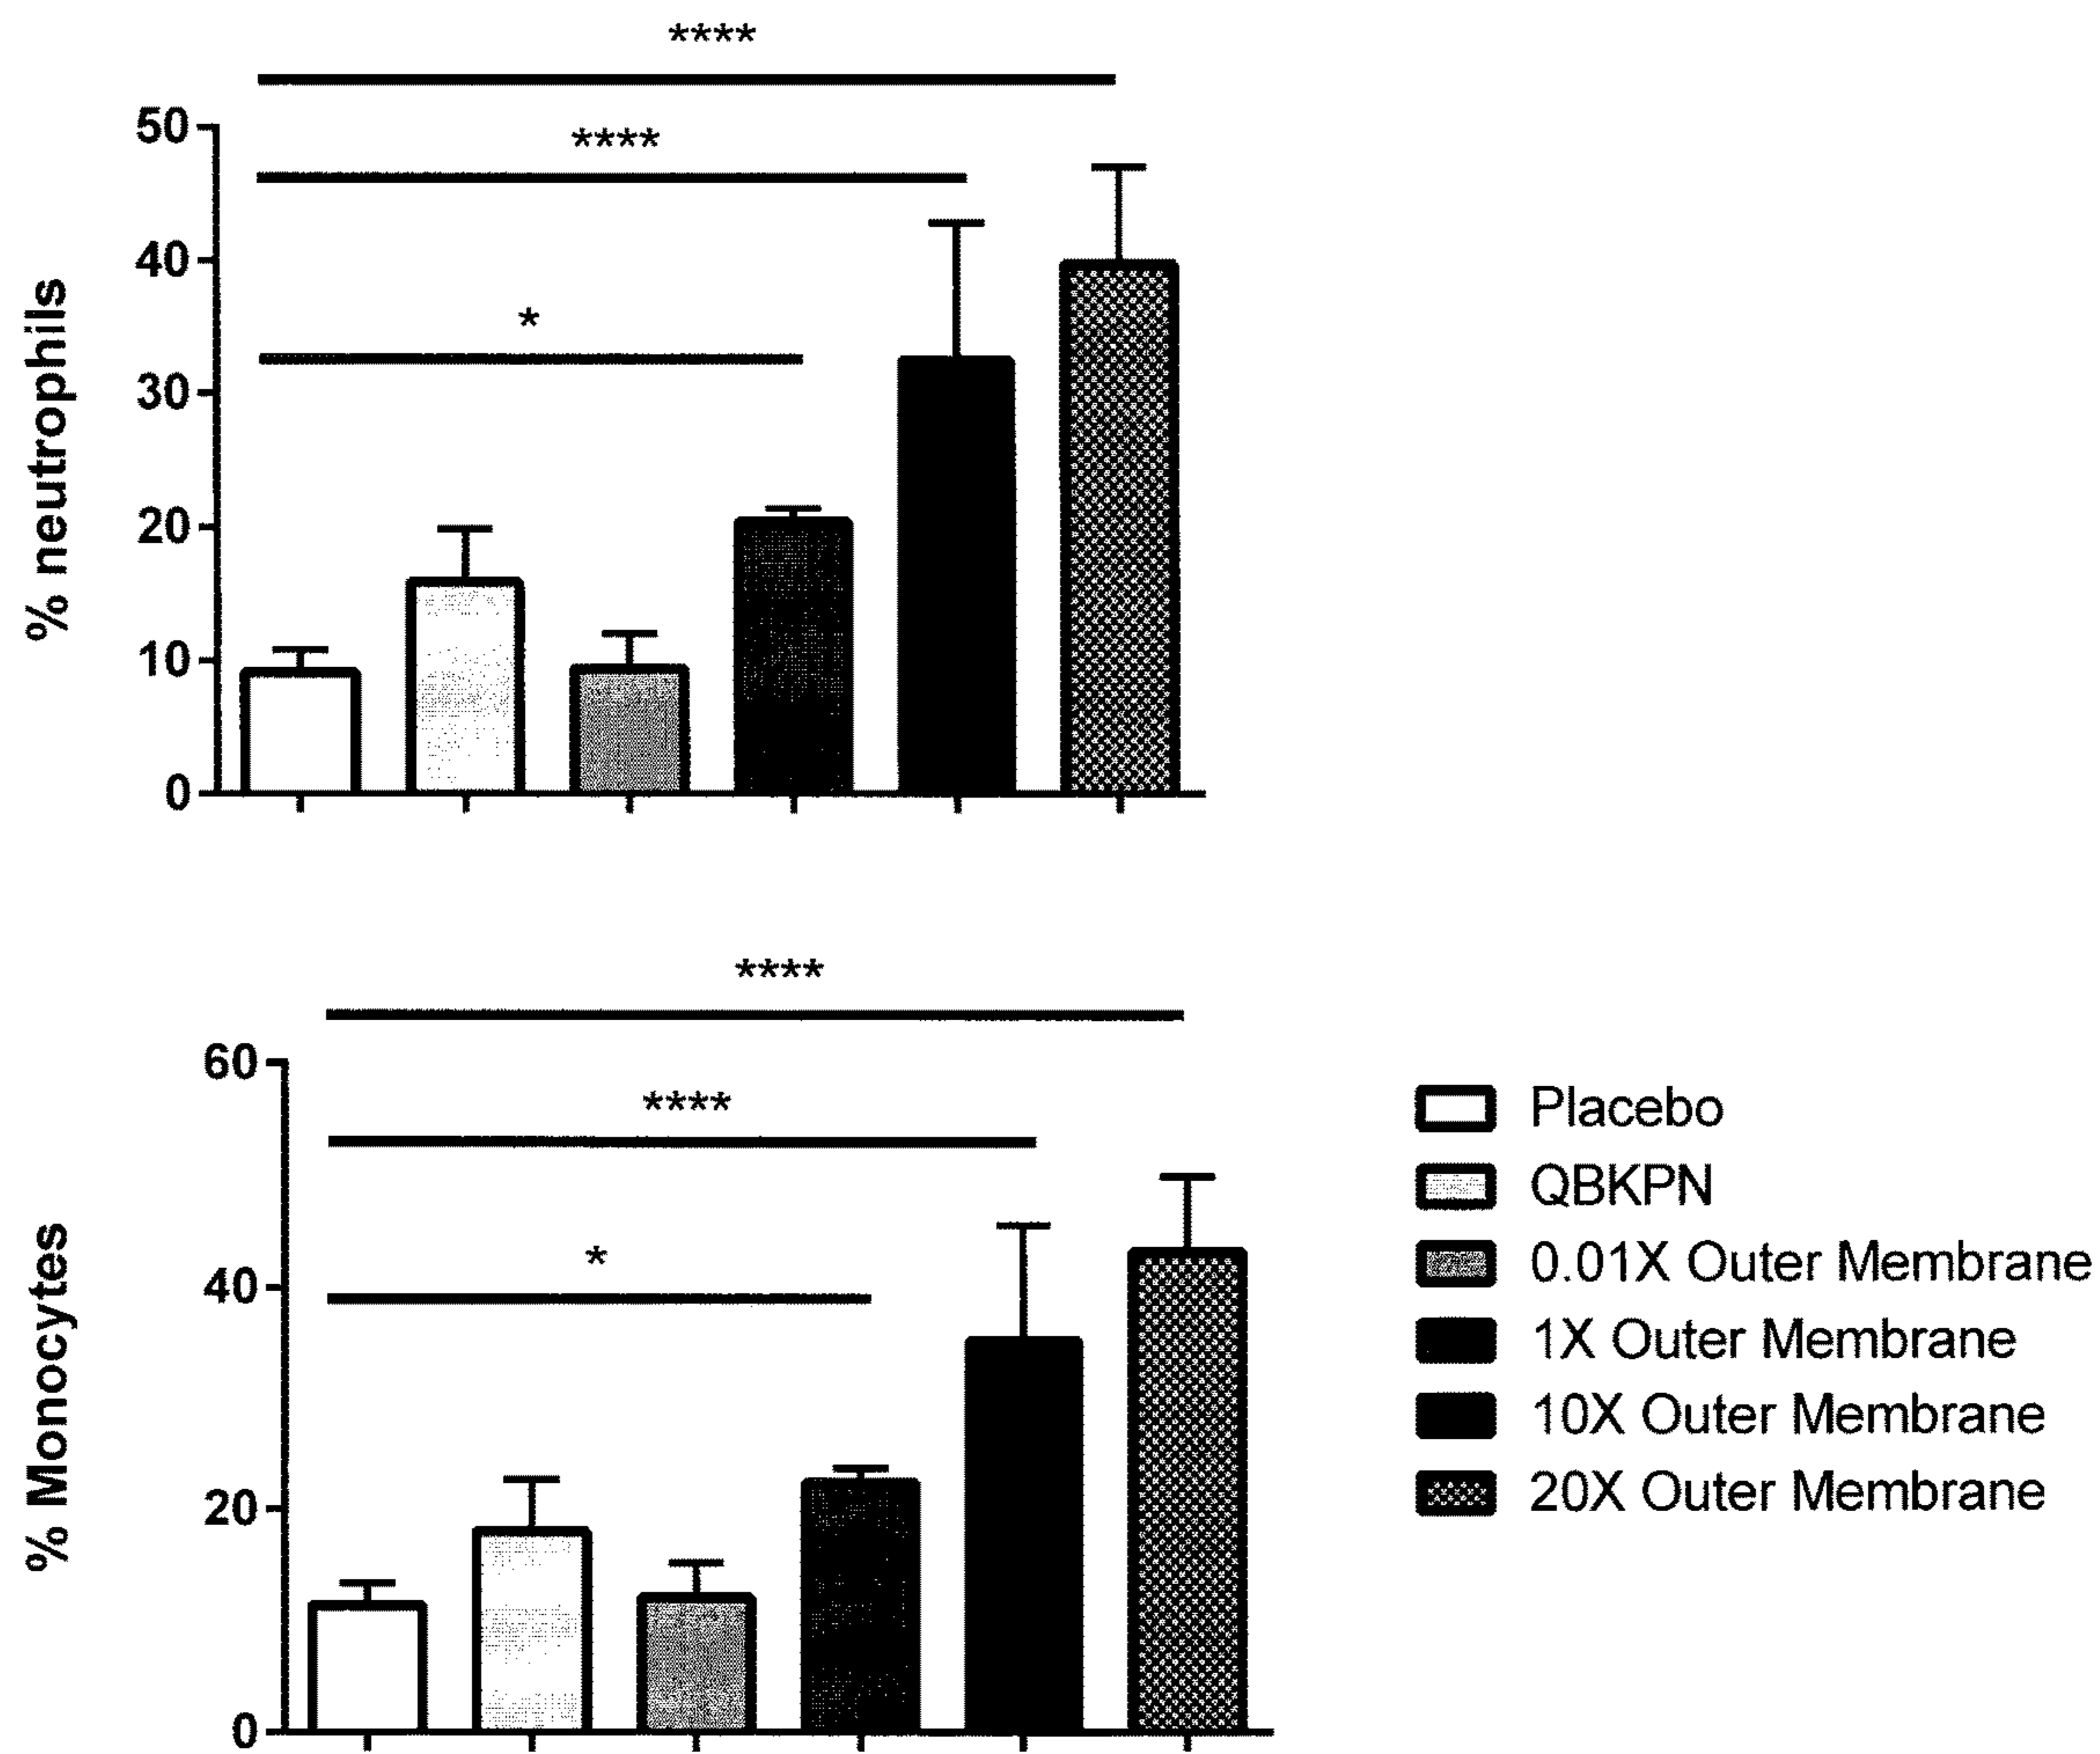 ****
50
****
40
*
30
20
10
0
% neutrophils
****
60
****
40
*
20
0
% Monocytes
Placebo
QBKPN
0.01X Outer Membrane
1X Outer Membrane
10X Outer Membrane
20X Outer Membrane